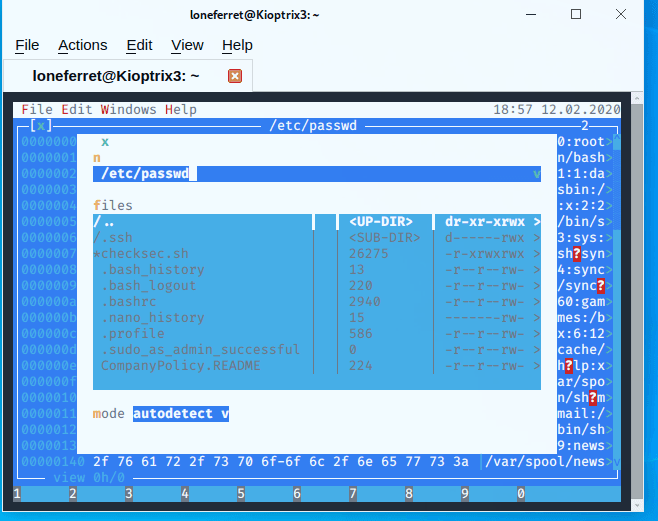 loneferret@Kioptrix3: ~
File Actions Edit View Help
loneferret@Kioptrix3: ~
File Edit Windows Help 18:57 12.02.2020
[x] /etc/passwd 2
0000000 x 0:root>
0000001 n n/bash>
0000002 /etc/passwd v 1:1:da>
0000003 sbin:/>
0000004 files :x:2:2>
0000005 /.. <UP-DIR> dr-xr-xrwx > /bin/s>
0000006 /.ssh <SUB-DIR> d------rwx > 3:sys:>
0000007 *checksec.sh 26275 -r-xrwxrwx > sh?syn>
0000008 .bash_history 13 -r--r--rw- > 4:sync>
0000009 .bash_logout 220 -r--r--rw- > /sync?>
000000a .bashrc 2940 -r--r--rw- > 60:gam>
000000b .nano_history 15 -------rw- > mes:/b>
000000c .profile 586 -r--r--rw- > x:6:12>
000000d .sudo_as_admin_successful 0 -r--r--rw- > cache/>
000000e CompanyPolicy.README 224 -r--r--rw- > h?lp:x>
000000f ar/spo>
0000010 n/sh?m>
0000011 mode autodetect v mail:/>
0000012 bin/sh>
0000013 9:news>
00000140 2f 76 61 72 2f 73 70 6f-6f 6c 2f 6e 65 77 73 3a |/var/spool/news>v
view 0h/0
1 2 3 4 5 6 7 8 9 0